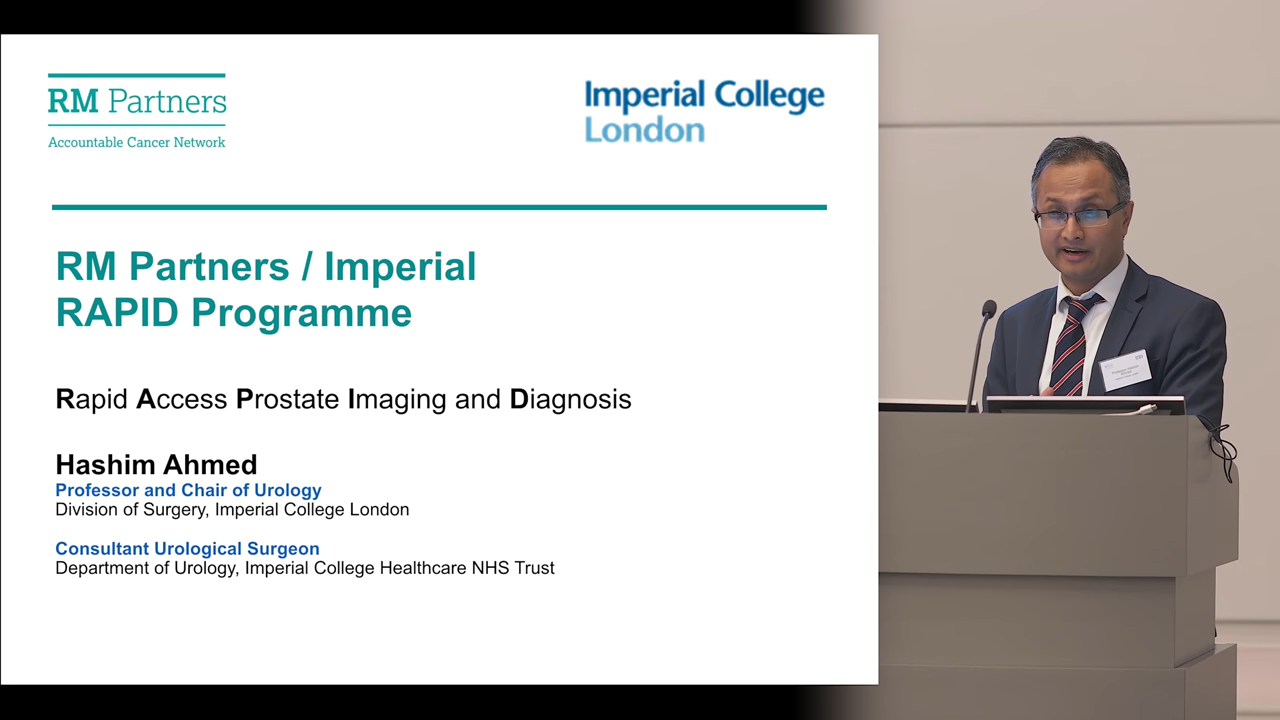 RM Partners
Accountable Cancer Network
Imperial College
London
RM Partners / Imperial
RAPID Programme
Rapid Access Prostate Imaging and Diagnosis
Hashim Ahmed
Professor and Chair of Urology
Division of Surgery, Imperial College London
Consultant Urological Surgeon
Department of Urology, Imperial College Healthcare NHS Trust